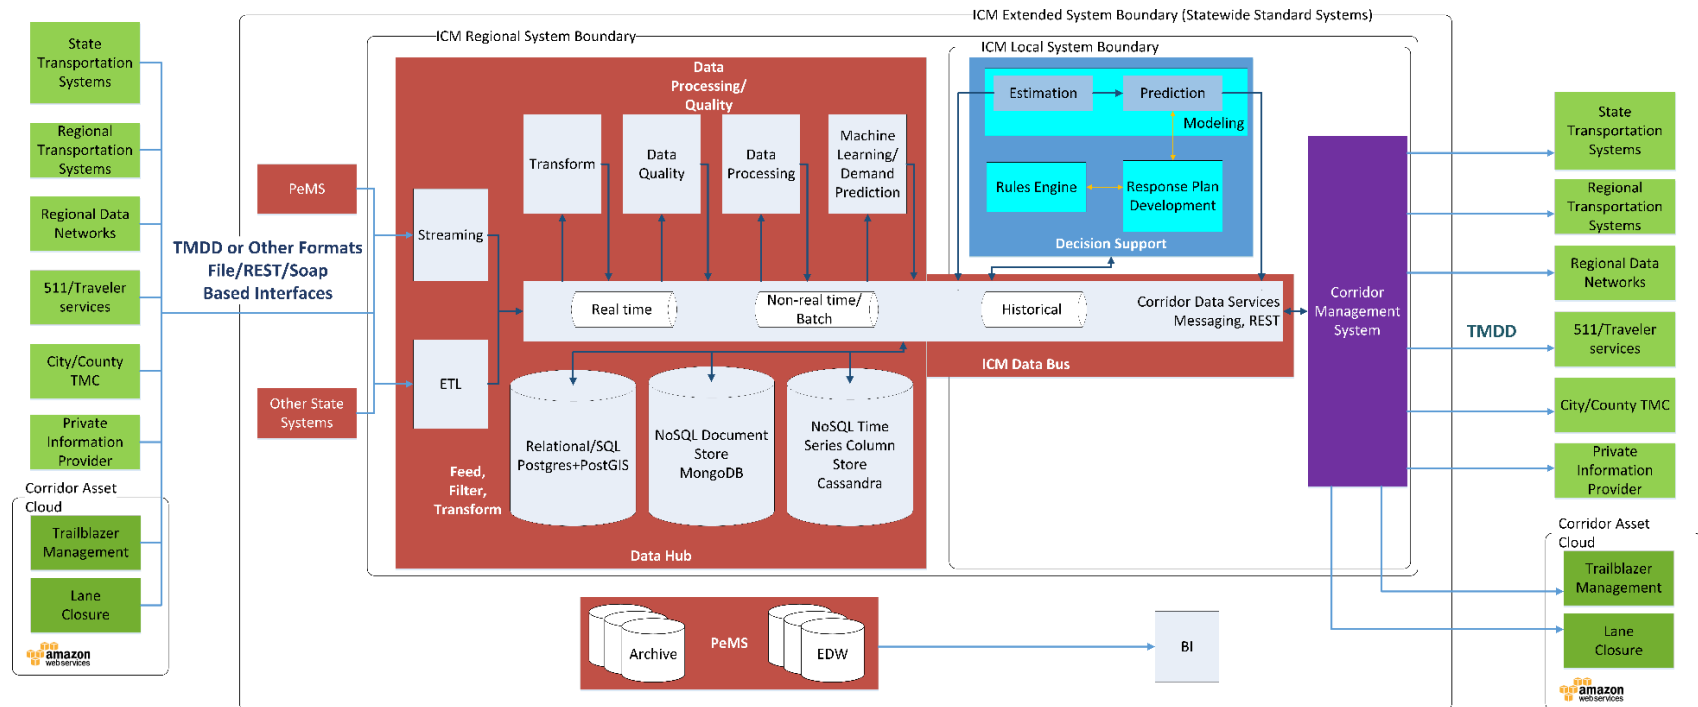 ICM Extended System Boundary (Statewide Standard Systems)
ICM Regional System Boundary
ICM Local System Boundary
State
Transportation
Systems
Regional
Transportation
Systems
Regional Data
Networks
511/Traveler
services
City/County
TMC
Private
Information
Provider
Corridor Asset
Cloud
Trailblazer
Management
Lane
Closure
amazon
webservices
TMDD or Other Formats
File/REST/Soap
Based Interfaces
PeMS
Other State
Systems
Data
Processing/
Quality
Streaming
ETL
Feed,
Filter,
Transform
Transform
Data
Quality
Data
Processing
Machine
Learning/
Demand
Prediction
Real time
Non-real time/
Batch
Historical
Corridor Data Services
Messaging, REST
ICM Data Bus
Relational/SQL
Postgres+PostGIS
NoSQL Document
Store
MongoDB
NoSQL Time
Series Column
Store
Cassandra
Data Hub
Estimation
Prediction
Modeling
Rules Engine
Response Plan
Development
Decision Support
Corridor
Management
System
Archive
PeMS
EDW
BI
TMDD
State
Transportation
Systems
Regional
Transportation
Systems
Regional Data
Networks
511/Traveler
services
City/County TMC
Private
Information
Provider
Corridor Asset
Cloud
Trailblazer
Management
Lane
Closure
amazon
webservices